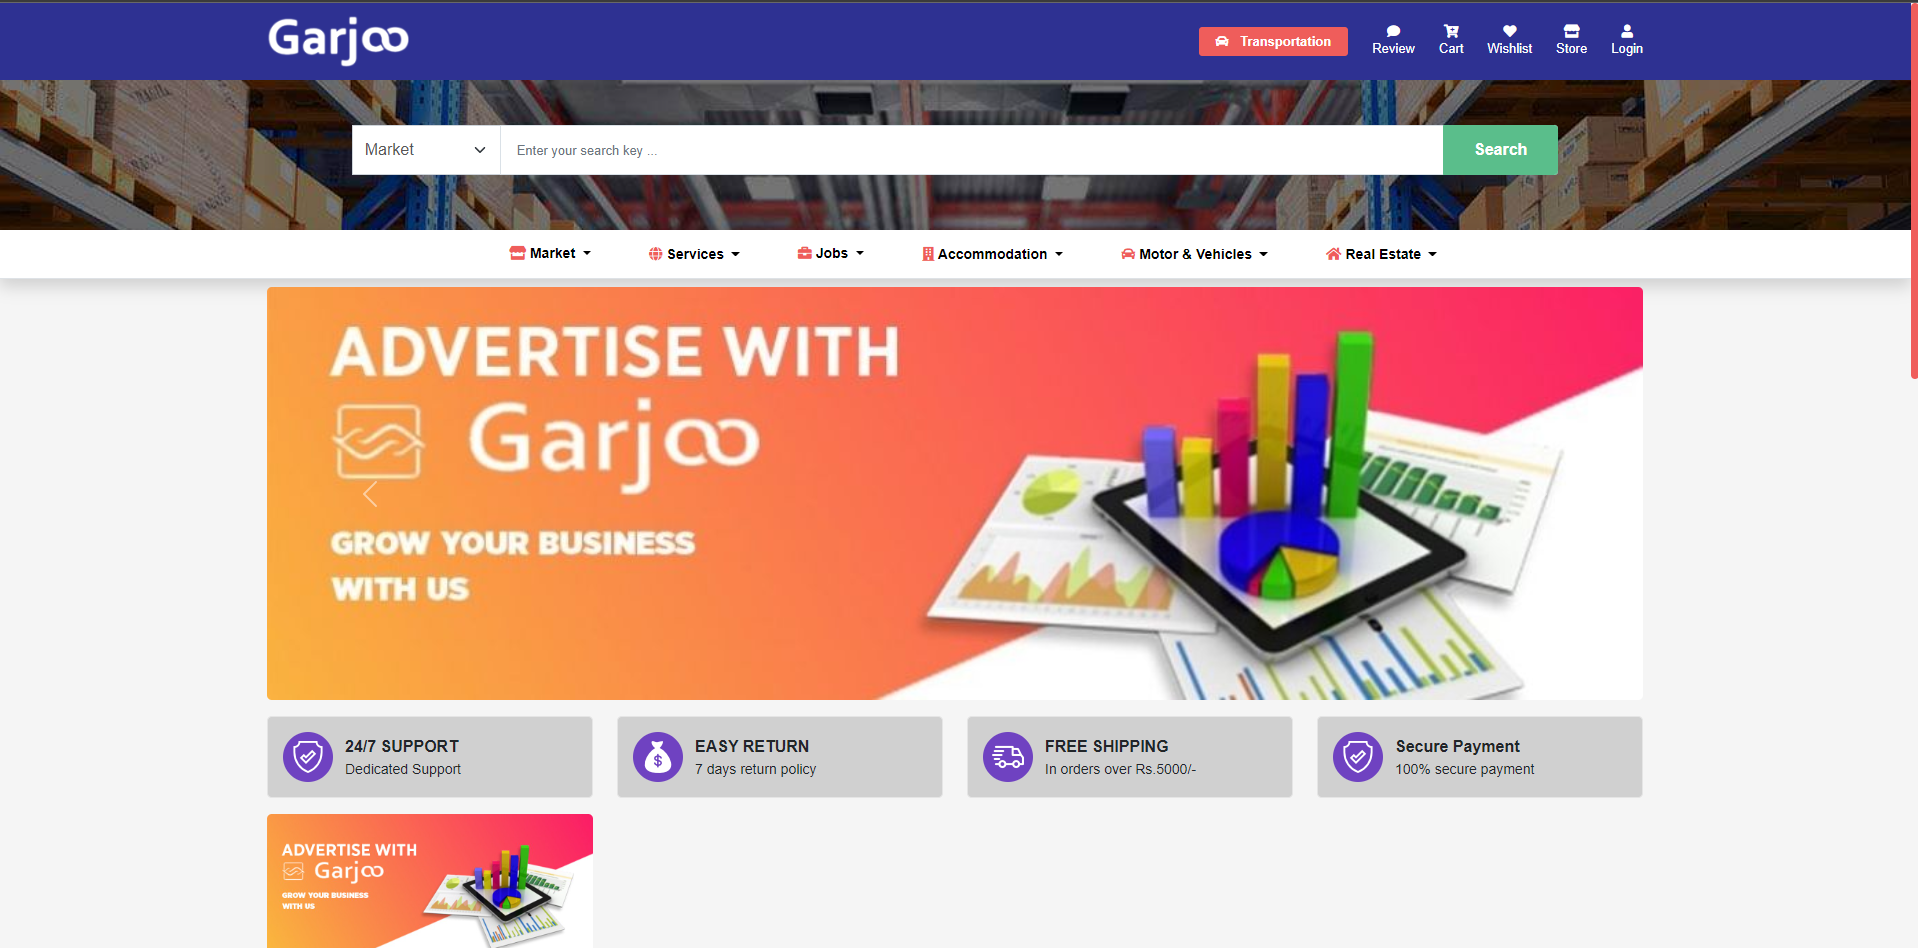 Garjoo
Transportation
Review
Cart
Wishlist
Store
Login
Market
Enter your search key ...
Search
Market
Services
Jobs
Accommodation
Motor & Vehicles
Real Estate
ADVERTISE WITH
Garjoo
GROW YOUR BUSINESS
WITH US
24/7 SUPPORT
Dedicated Support
EASY RETURN
7 days return policy
FREE SHIPPING
In orders over Rs.5000/-
Secure Payment
100% secure payment
ADVERTISE WITH
Garjoo
GROW YOUR BUSINESS
WITH US